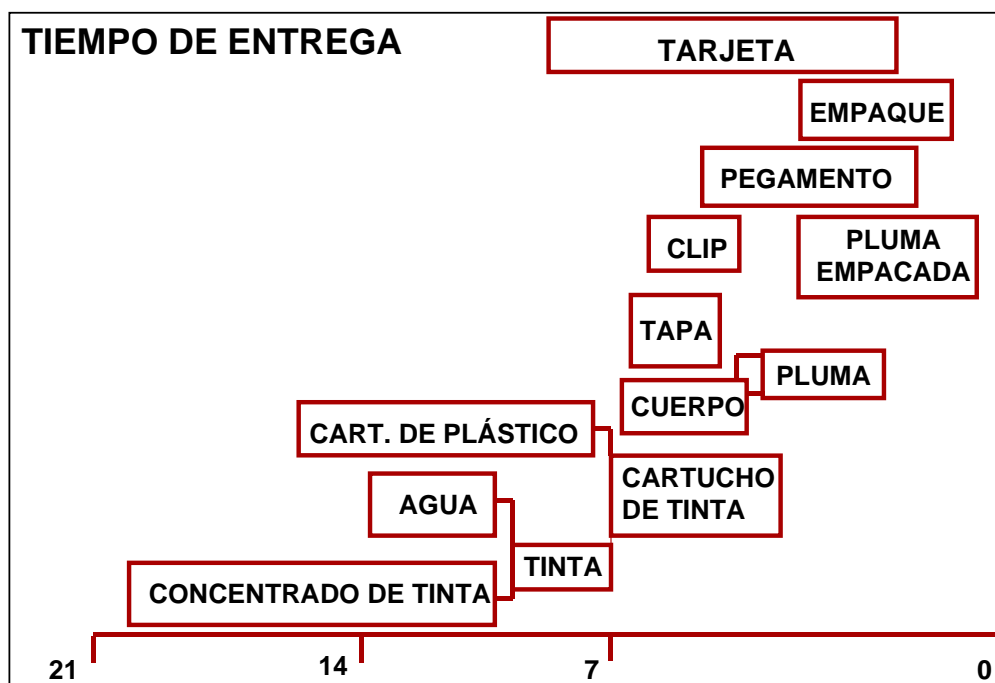 TIEMPO DE ENTREGA
TARJETA
EMPAQUE
PEGAMENTO
CLIP
PLUMA
EMPACADA
TAPA
PLUMA
CUERPO
CART. DE PLÁSTICO
CARTUCHO
DE TINTA
AGUA
TINTA
CONCENTRADO DE TINTA
21 14 7 0